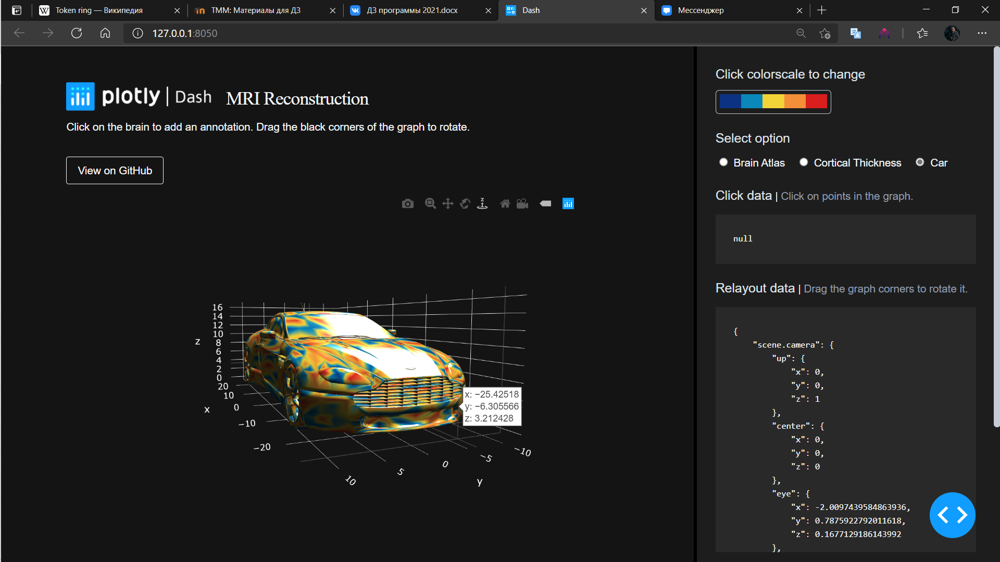 Token ring — Википедия
ТММ: Материалы для ДЗ
ДЗ программы 2021.docx
Dash
Мессенджер
127.0.0.1:8050
plotly | Dash
MRI Reconstruction
Click on the brain to add an annotation. Drag the black corners of the graph to rotate.
View on GitHub
z
16
14
12
10
8
6
4
2
0
20
10
x
0
−10
−20
10
5
0
−5
−10
y
x: −25.42518
y: −6.305566
z: 3.212428
Click colorscale to change
Select option
Brain Atlas
Cortical Thickness
Car
Click data | Click on points in the graph.
null
Relayout data | Drag the graph corners to rotate it.
{
"scene.camera": {
"up": {
"x": 0,
"y": 0,
"z": 1
},
"center": {
"x": 0,
"y": 0,
"z": 0
},
"eye": {
"x": -2.0097439584863936,
"y": 0.7875922792011618,
"z": 0.1677129186143992
},